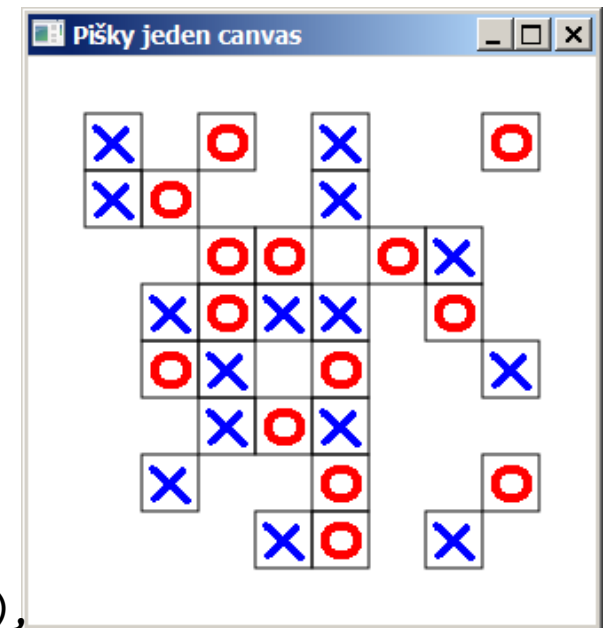 Pišky jeden canvas
X O X O
X O X
O O O X
X O X X O
O X O X
X O X
X O O
X O X
),